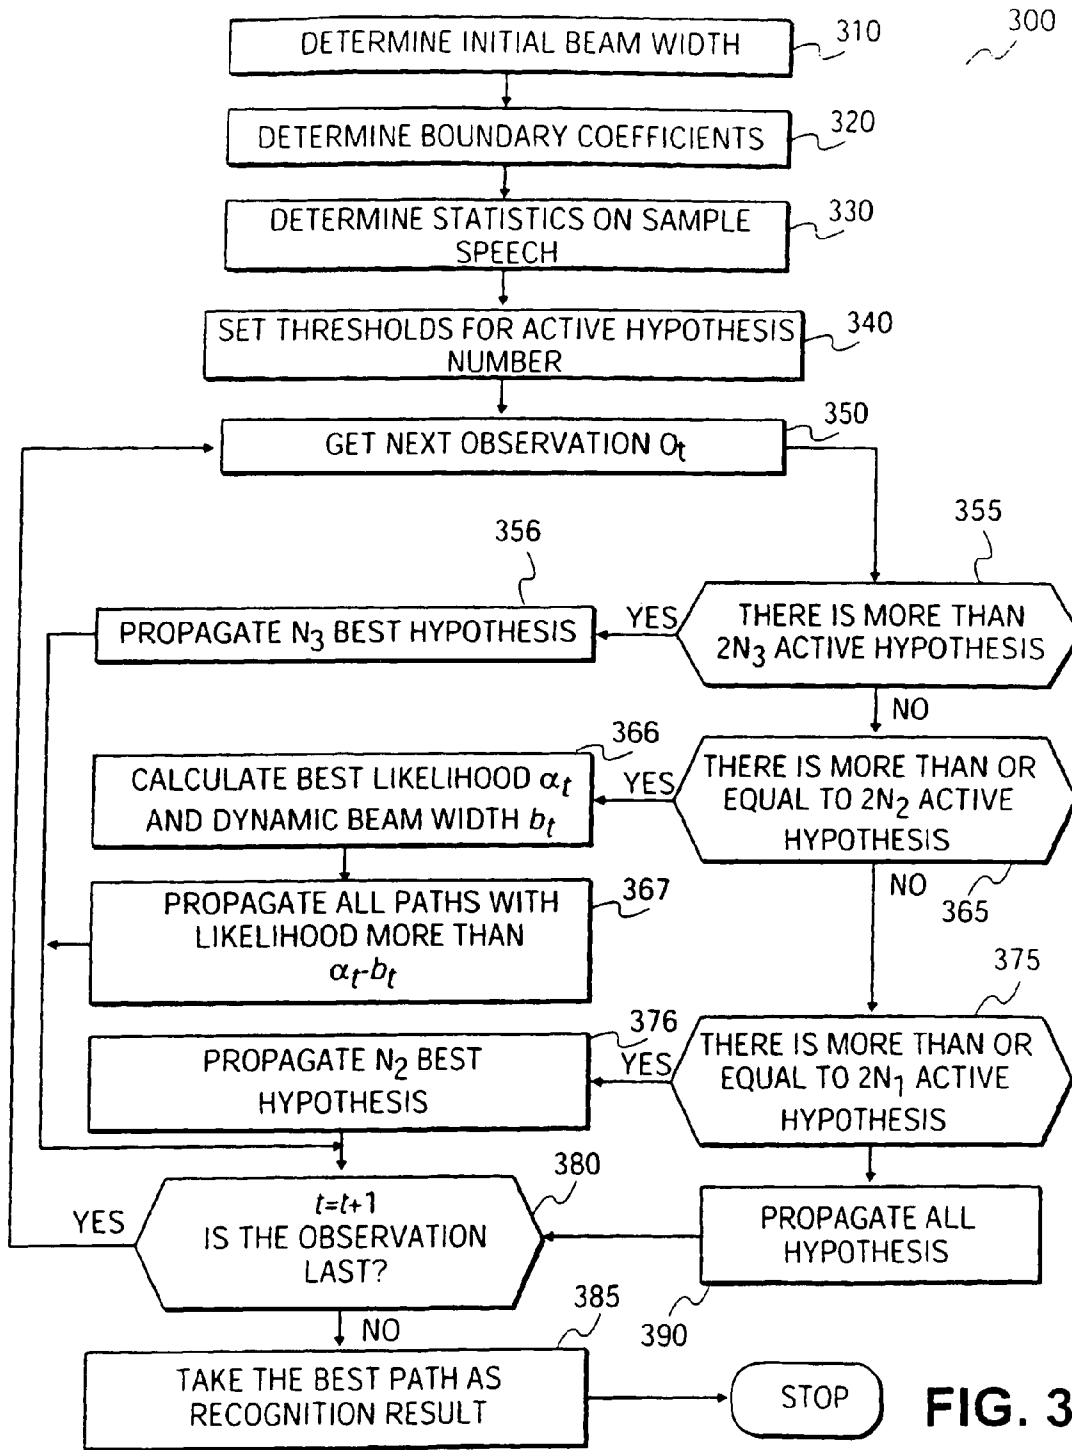 300
DETERMINE INITIAL BEAM WIDTH
310
DETERMINE BOUNDARY COEFFICIENTS
320
DETERMINE STATISTICS ON SAMPLE
SPEECH
330
SET THRESHOLDS FOR ACTIVE HYPOTHESIS
NUMBER
340
GET NEXT OBSERVATION Ot
350
355
THERE IS MORE THAN
2N3 ACTIVE HYPOTHESIS
YES
356
PROPAGATE N3 BEST HYPOTHESIS
NO
THERE IS MORE THAN OR
EQUAL TO 2N2 ACTIVE
HYPOTHESIS
365
YES
366
CALCULATE BEST LIKELIHOOD αt
AND DYNAMIC BEAM WIDTH bt
PROPAGATE ALL PATHS WITH
LIKELIHOOD MORE THAN
αt-bt
367
NO
375
THERE IS MORE THAN OR
EQUAL TO 2N1 ACTIVE
HYPOTHESIS
YES
376
PROPAGATE N2 BEST
HYPOTHESIS
PROPAGATE ALL
HYPOTHESIS
390
380
t=t+1
IS THE OBSERVATION
LAST?
YES
NO
385
TAKE THE BEST PATH AS
RECOGNITION RESULT
STOP
FIG. 3